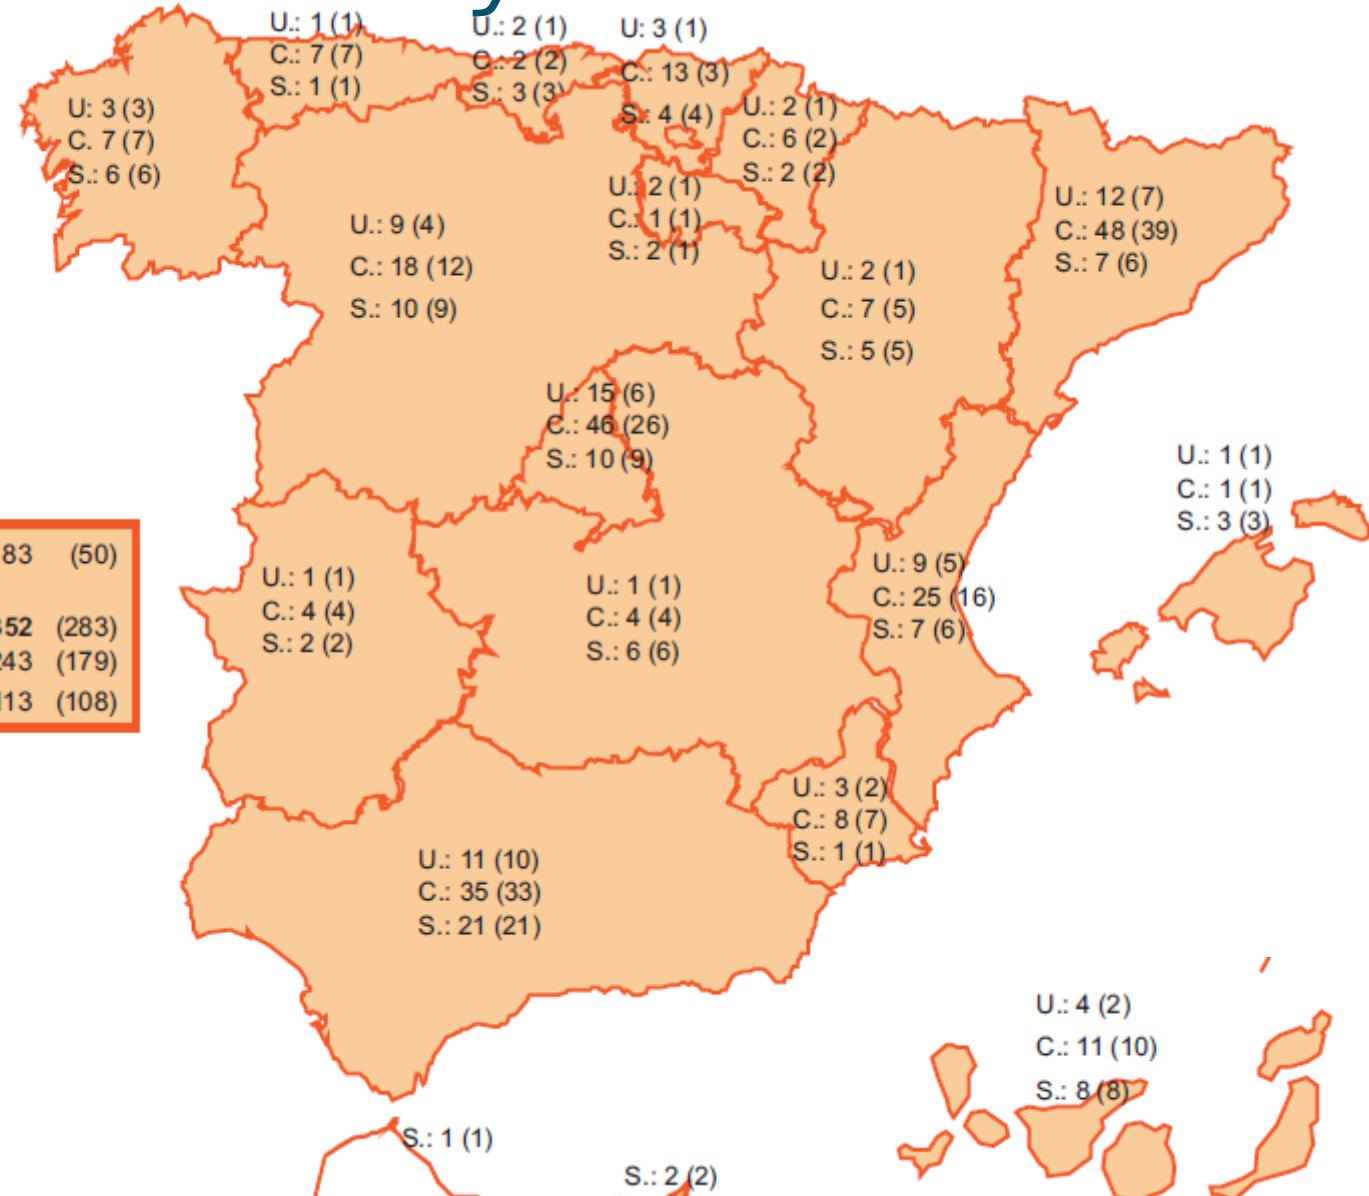 U.: 1 (1)
C.: 7 (7)
S.: 1 (1)
U.: 2 (1)
C.: 2 (2)
S.: 3 (3)
U: 3 (1)
C.: 13 (3)
S.: 4 (4)
U: 3 (3)
C. 7 (7)
S.: 6 (6)
U.: 2 (1)
C.: 6 (2)
S.: 2 (2)
U.: 2 (1)
C.: 1 (1)
S.: 2 (1)
U.: 12 (7)
C.: 48 (39)
S.: 7 (6)
U.: 9 (4)
C.: 18 (12)
S.: 10 (9)
U.: 2 (1)
C.: 7 (5)
S.: 5 (5)
U.: 15 (6)
C.: 46 (26)
S.: 10 (9)
U.: 1 (1)
C.: 1 (1)
S.: 3 (3)
83 (50)
52 (283)
243 (179)
113 (108)
U.: 1 (1)
C.: 4 (4)
S.: 2 (2)
U.: 1 (1)
C.: 4 (4)
S.: 6 (6)
U.: 9 (5)
C.: 25 (16)
S.: 7 (6)
U.: 3 (2)
C.: 8 (7)
S.: 1 (1)
U.: 11 (10)
C.: 35 (33)
S.: 21 (21)
U.: 4 (2)
C.: 11 (10)
S.: 8 (8)
S.: 1 (1)
S.: 2 (2)